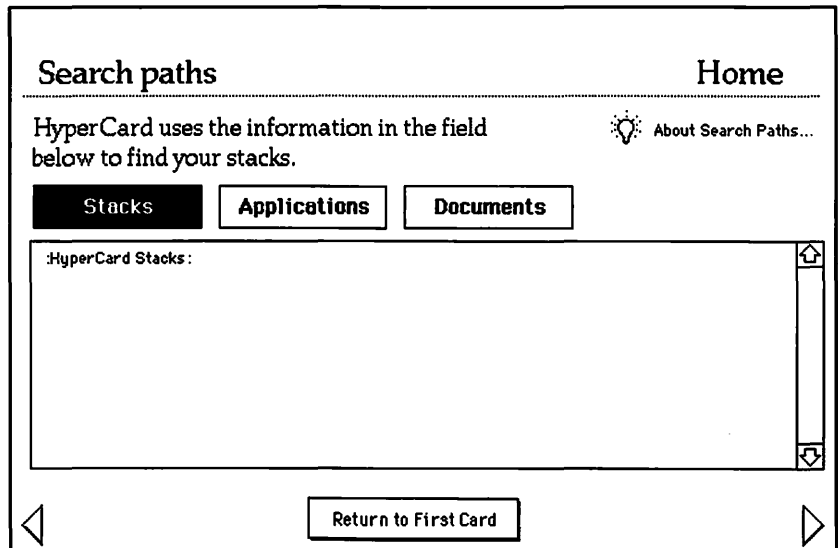 Search paths
Home
HyperCard uses the information in the field
below to find your stacks.
About Search Paths...
Stacks
Applications
Documents
:HyperCard Stacks:
Return to First Card